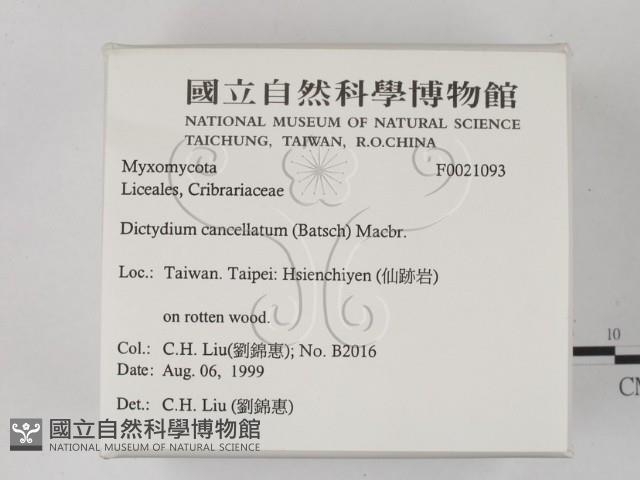 國立自然科學博物館
NATIONAL MUSEUM OF NATURAL SCIENCE
TAICHUNG, TAIWAN, R.O.CHINA
Myxomycota F0021093
Liceales, Cribrariaceae
Dictydium cancellatum (Batsch) Macbr.
Loc.: Taiwan. Taipei: Hsienchiyen (仙跡岩)
on rotten wood.
Col.: C.H. Liu(劉錦惠); No. B2016
Date: Aug. 06, 1999
Det.: C.H. Liu (劉錦惠)
10
CM
國立自然科學博物館
NATIONAL MUSEUM OF NATURAL SCIENCE